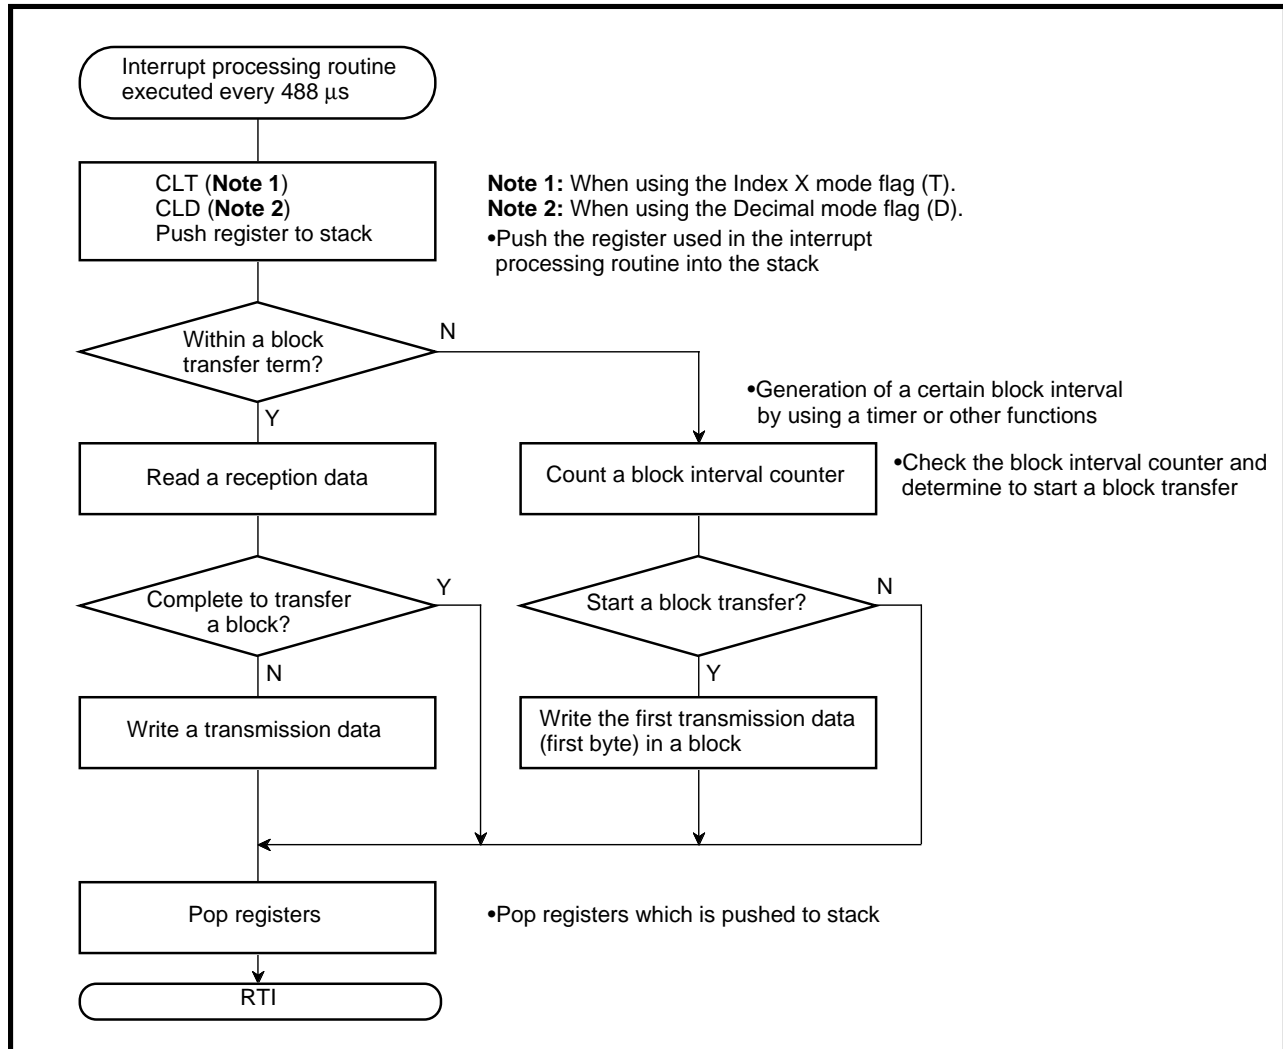 Interrupt processing routine
executed every 488 μs
CLT (Note 1)
CLD (Note 2)
Push register to stack
Note 1: When using the Index X mode flag (T).
Note 2: When using the Decimal mode flag (D).
•Push the register used in the interrupt
processing routine into the stack
Within a block
transfer term?
N
Y
•Generation of a certain block interval
by using a timer or other functions
Read a reception data
Count a block interval counter
•Check the block interval counter and
determine to start a block transfer
Complete to transfer
a block?
Y
N
Start a block transfer?
N
Y
Write a transmission data
Write the first transmission data
(first byte) in a block
Pop registers
•Pop registers which is pushed to stack
RTI